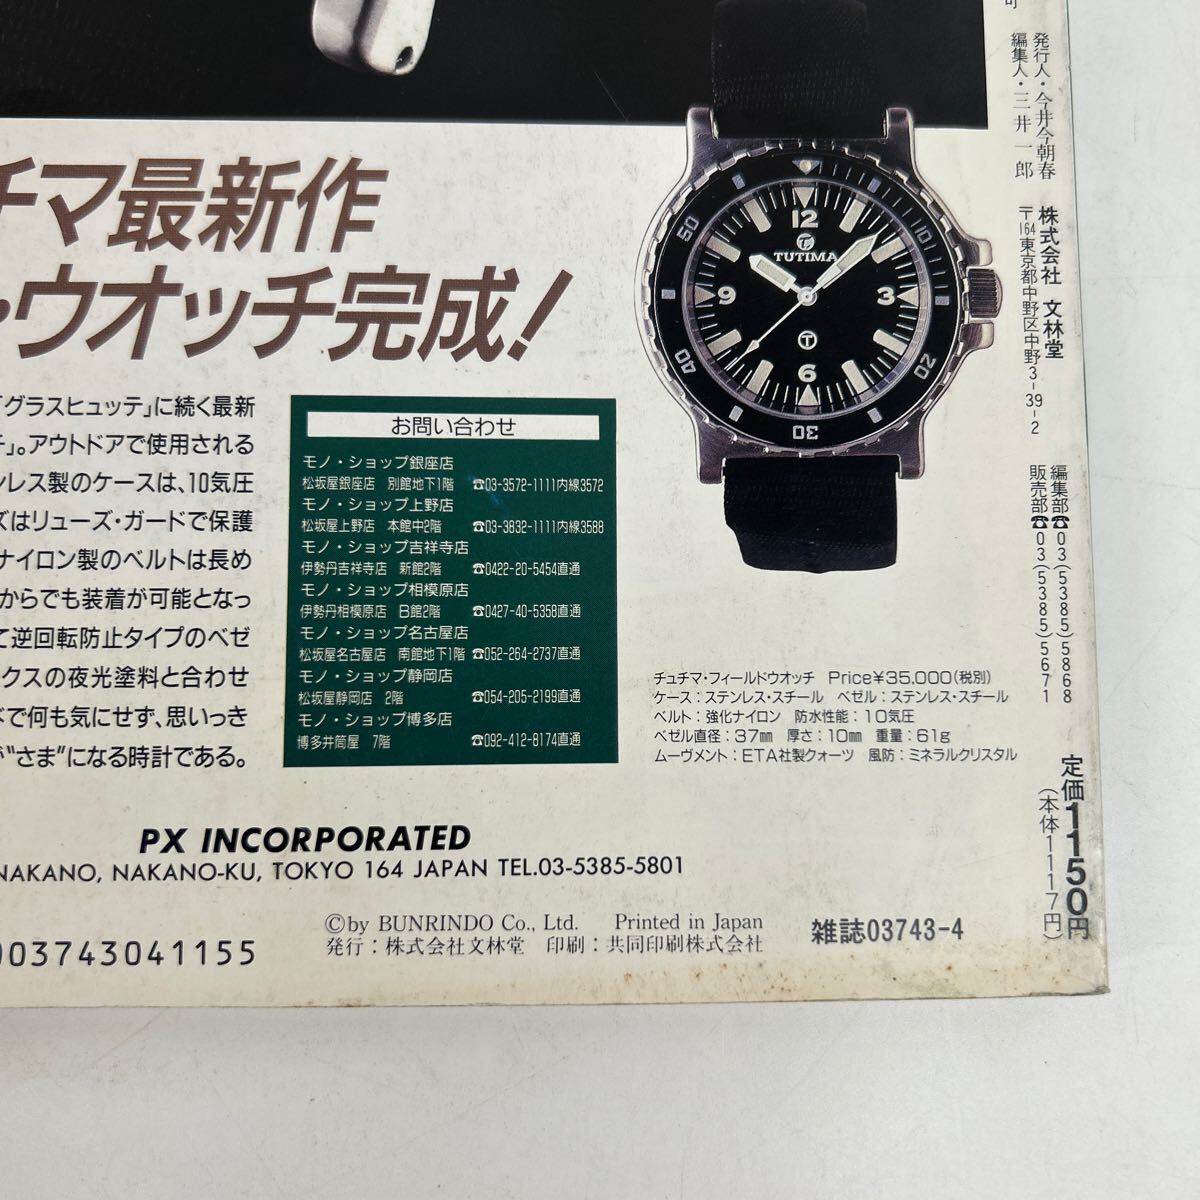 チマ最新作
・ウオッチ完成!
「グラスヒュッテ」に続く最新
チ」。アウトドアで使用される
ンレス製のケースは、10気圧
ズはリューズ・ガードで保護
ナイロン製のベルトは長め
からでも装着が可能となっ
て逆回転防止タイプのベゼ
クスの夜光塗料と合わせ
で何も気にせず、思いっき
が"さま"になる時計である。
お問い合わせ
モノ・ショップ銀座店
松坂屋銀座店 別館地下1階 ☎03-3572-1111内線3572
モノ・ショップ上野店
松坂屋上野店 本館中2階 ☎03-3832-1111内線3588
モノ・ショップ吉祥寺店
伊勢丹吉祥寺店 新館2階 ☎0422-20-5454直通
モノ・ショップ相模原店
伊勢丹相模原店 B館2階 ☎0427-40-5358直通
モノ・ショップ名古屋店
松坂屋名古屋店 南館地下1階 ☎052-264-2737直通
モノ・ショップ静岡店
松坂屋静岡店 2階 ☎054-205-2199直通
モノ・ショップ博多店
博多井筒屋 7階 ☎092-412-8174直通
12
T
TUTIMA
9
3
T
6
50
10
40
20
30
チュチマ・フィールドウオッチ Price¥35,000(税別)
ケース:ステンレス・スチール ベゼル:ステンレス・スチール
ベルト:強化ナイロン 防水性能:10気圧
ベゼル直径:37㎜ 厚さ:10㎜ 重量:61g
ムーヴメント:ETA社製クォーツ 風防:ミネラルクリスタル
PX INCORPORATED
NAKANO, NAKANO-KU, TOKYO 164 JAPAN TEL.03-5385-5801
©by BUNRINDO Co., Ltd. Printed in Japan
発行:株式会社文林堂 印刷:共同印刷株式会社
雑誌03743-4
003743041155
発行人・今井今朝春
編集人・三井一郎
株式会社 文林堂
〒164東京都中野区中野3-39-2
編集部☎03(5385)5868
販売部☎03(5385)5671
定価1150円
(本体1117円)